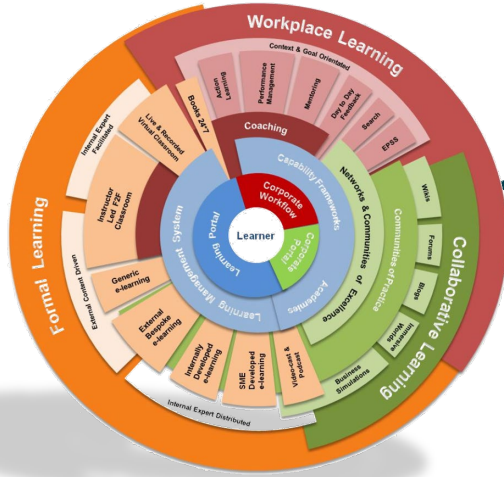 Workplace Learning
Context & Goal Orientated
Action
Learning
Performance
Management
Mentoring
Day to Day
Feedback
Search
EPSS
Books 24*7
Live & Recorded
Virtual Classroom
Internal Expert
Facilitated
Coaching
Capability Frameworks
Networks & Communities of Excellence
Communities of Practice
Wikis
Forums
Blogs
Immersive
Worlds
Business
Simulations
Collaborative Learning
Formal Learning
Instructor
Led F2F
Classroom
External Content Driven
Generic
e-learning
External
Bespoke
e-learning
Internally
Developed
e-learning
SME
Developed
e-learning
Videocast &
Podcast
Internal Expert Distributed
Learning Management System
Academies
Learning Portal
Corporate
Workflow
Corporate
Portal
Learner